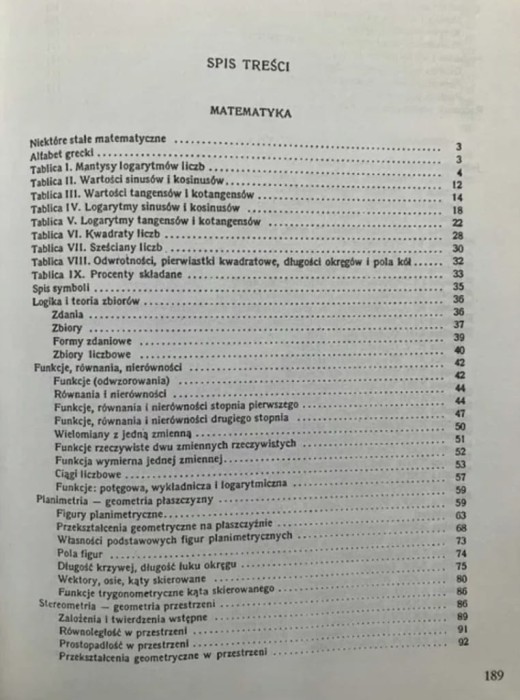 SPIS TREŚCI
MATEMATYKA
Niektóre stałe matematyczne 3
Alfabet grecki 3
Tablica I. Mantysy logarytmów liczb 4
Tablica II. Wartości sinusów i kosinusów 12
Tablica III. Wartości tangensów i kotangensów 14
Tablica IV. Logarytmy sinusów i kosinusów 18
Tablica V. Logarytmy tangensów i kotangensów 22
Tablica VI. Kwadraty liczb 28
Tablica VII. Sześciany liczb 30
Tablica VIII. Odwrotności, pierwiastki kwadratowe, długości okręgów i pola kół 32
Tablica IX. Procenty składane 33
Spis symboli 35
Logika i teoria zbiorów 36
Zdania 36
Zbiory 37
Formy zdaniowe 39
Zbiory liczbowe 40
Funkcje, równania, nierówności 42
Funkcje (odwzorowania) 42
Równania i nierówności 44
Funkcje, równania i nierówności stopnia pierwszego 44
Funkcje, równania i nierówności drugiego stopnia 47
Wielomiany z jedną zmienną 50
Funkcje rzeczywiste dwu zmiennych rzeczywistych 51
Funkcja wymierna jednej zmiennej 52
Ciągi liczbowe 53
Funkcje: potęgowa, wykładnicza i logarytmiczna 57
Planimetria — geometria płaszczyzny 59
Figury planimetryczne 59
Przekształcenia geometryczne na płaszczyźnie 63
Własności podstawowych figur planimetrycznych 68
Pola figur 73
Długość krzywej, długość łuku okręgu 74
Wektory, osie, kąty skierowane 75
Funkcje trygonometryczne kąta skierowanego 80
Stereometria — geometria przestrzeni 86
Założenia i twierdzenia wstępne 86
Równoległość w przestrzeni 89
Prostopadłość w przestrzeni 91
Przekształcenia geometryczne w przestrzeni 92
189